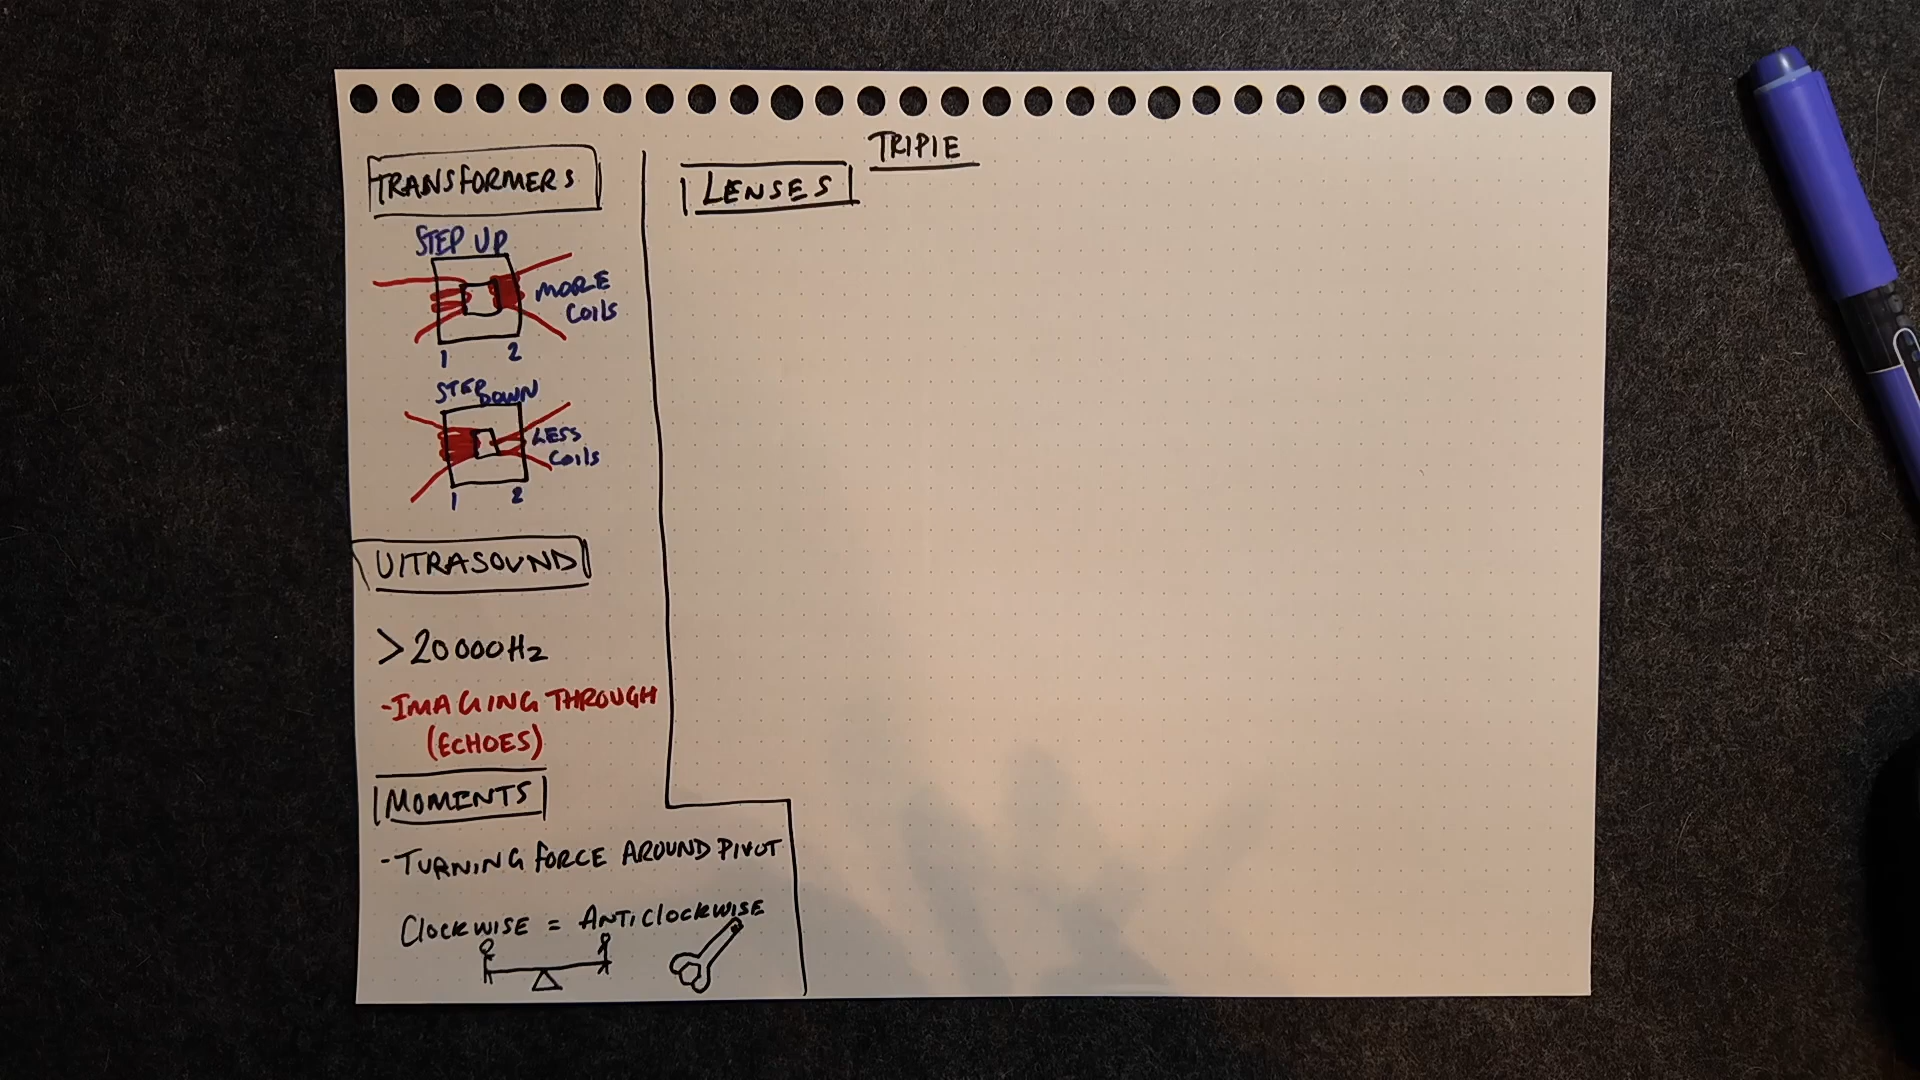 TRIPLE
TRANSFORMERS
STEP UP
MORE
COILS
1 2
STEP DOWN
LESS
COILS
1 2
ULTRASOUND
>20000Hz
-IMAGING THROUGH
(ECHOES)
MOMENTS
-TURNING FORCE AROUND PIVOT
CLOCKWISE = ANTICLOCKWISE
LENSES